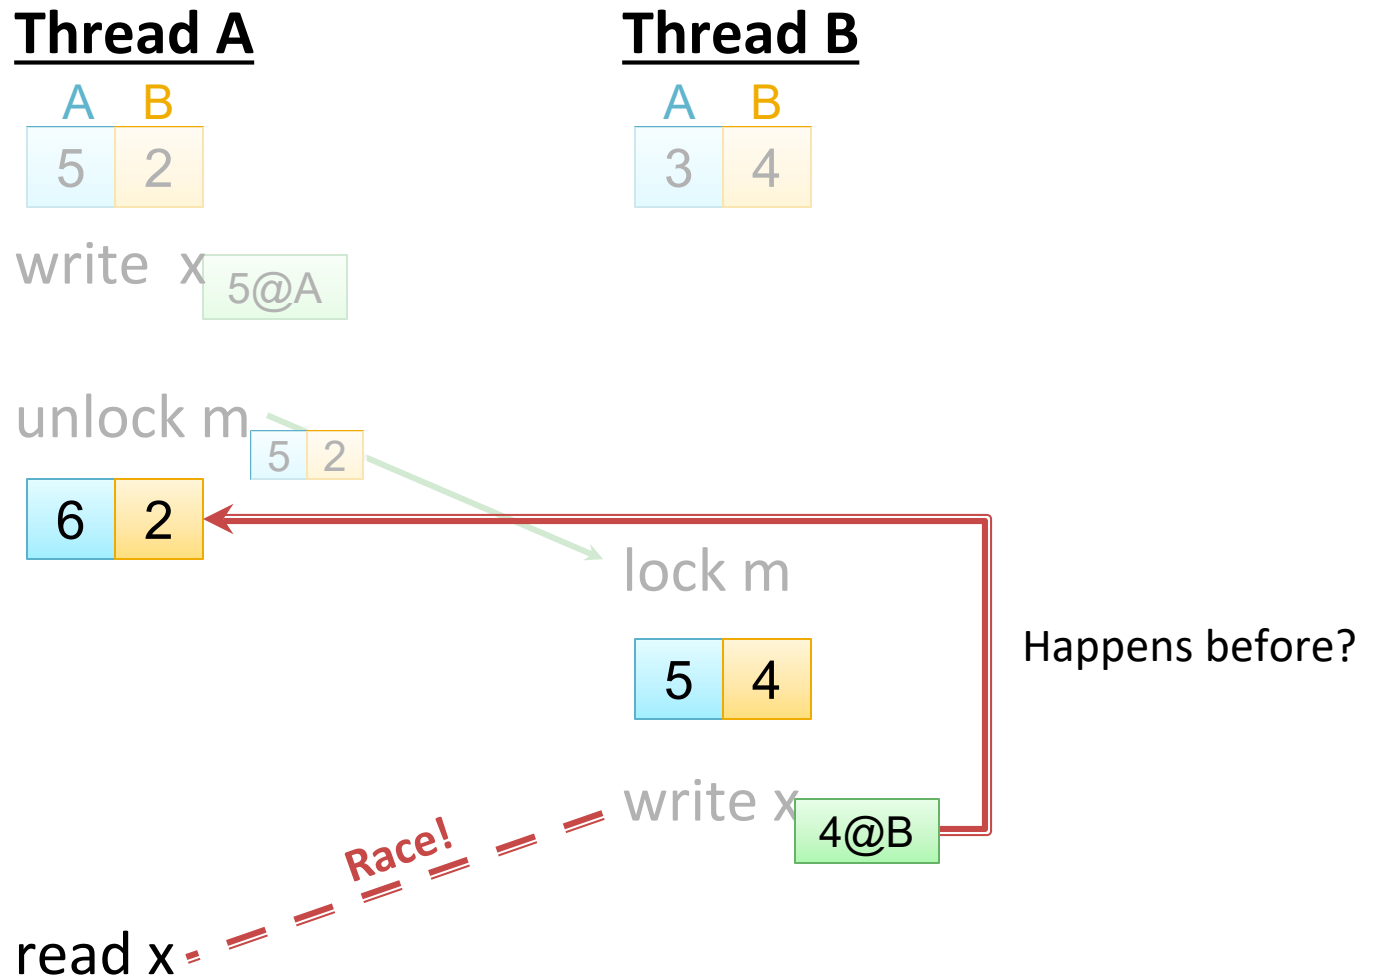 Thread A
Thread B
A B
A B
5 2
3 4
write x
5@A
unlock m
5 2
6 2
lock m
Happens before?
5 4
write x
4@B
Race!
read x